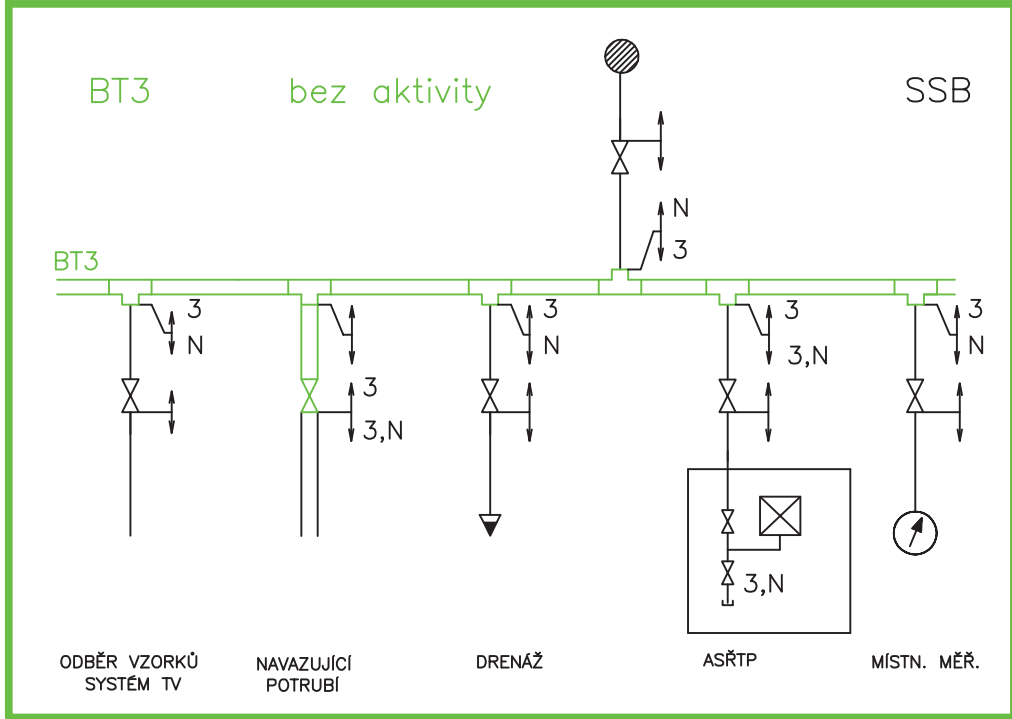 BT3 bez aktivity SSB
N
3
BT3
3
N
3
3,N
3
N
3
3,N
3
N
3,N
ODBĚR VZORKŮ
SYSTÉM TV
NAVAZUJÍCÍ
POTRUBÍ
DRENÁŽ
ASŘTP
MÍSTN. MĚŘ.